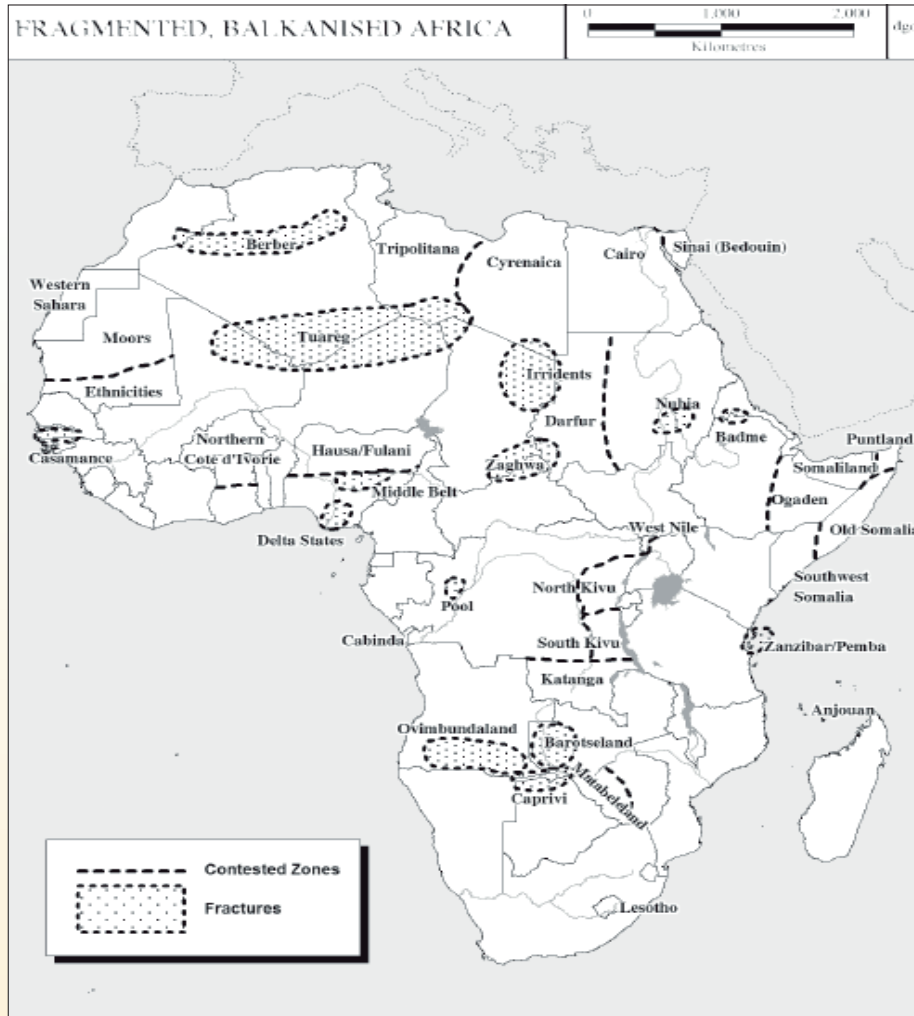 FRAGMENTED, BALKANISED AFRICA
0 1,000 2,000
Kilometres
Berber
Tripolitana
Cyrenaica
Cairo
Sinai (Bedouin)
Western
Sahara
Moors
Tuareg
Ethnicities
Irridents
Darfur
Nubia
Badme
Puntland
Casamance
Northern
Cote d'Ivorie
Hausa/Fulani
Zaghwa
Somaliland
Middle Belt
Ogaden
Delta States
West Nile
Old Somalia
North Kivu
Southwest
Somalia
Pool
Cabinda
South Kivu
Zanzibar/Pemba
Katanga
Anjouan
Ovimbundaland
Barotseland
Matabeleland
Caprivi
Contested Zones
Fractures
Lesotho